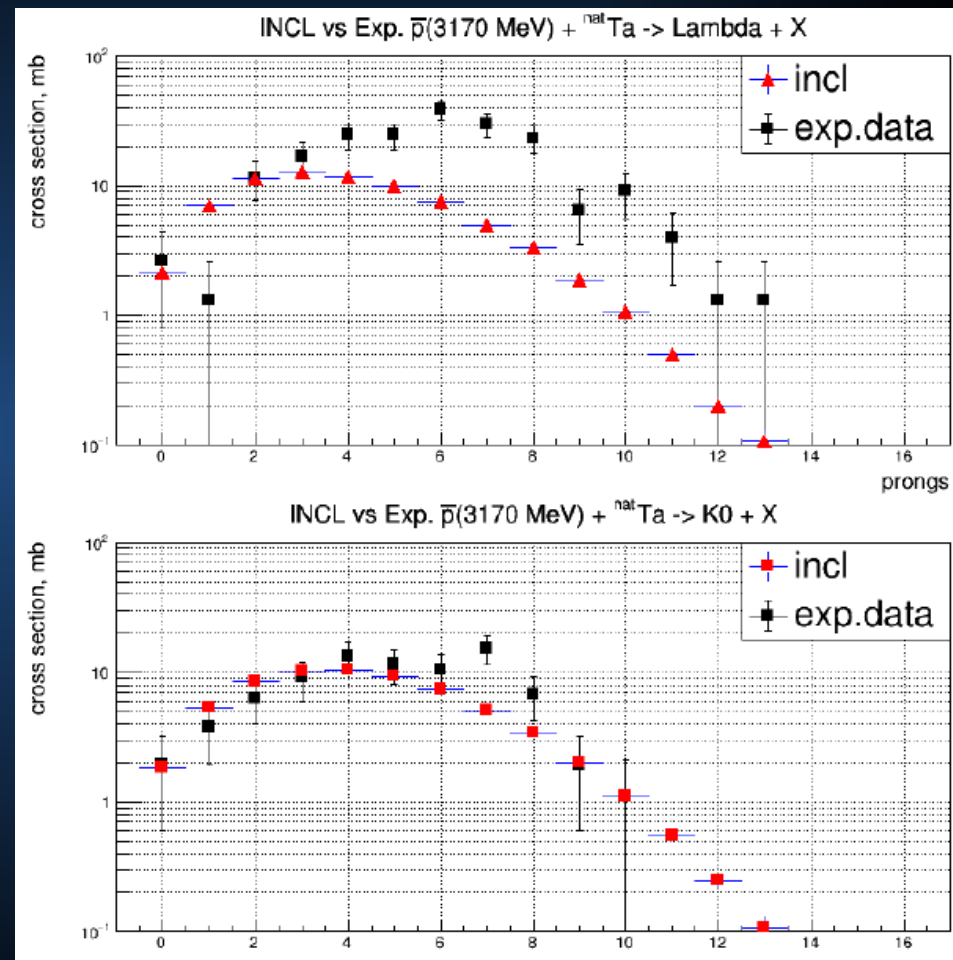 INCL vs Exp. p̅(3170 MeV) + ⁿᵃᵗTa -> Lambda + X
cross section, mb
10²
10
1
10⁻¹
incl
exp.data
0 2 4 6 8 10 12 14 16
prongs
INCL vs Exp. p̅(3170 MeV) + ⁿᵃᵗTa -> K0 + X
cross section, mb
10²
10
1
10⁻¹
incl
exp.data
0 2 4 6 8 10 12 14 16